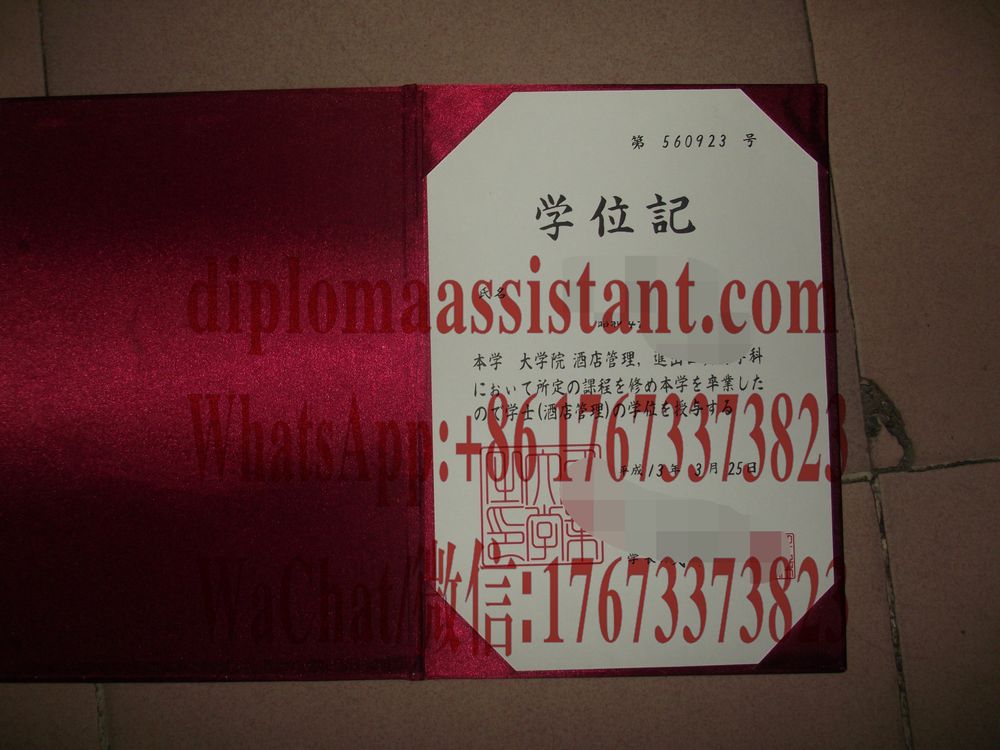 第 560923 号
学位記
diplomaassistant.com
氏名
本学 大学院 酒店管理,
において所定の課程を修め本学を卒業した
ので学士(酒店管理)の学位を授与する
WhatsApp:+86 17673373823
平成13年 3月 25日
WaChat/微信:17673373823